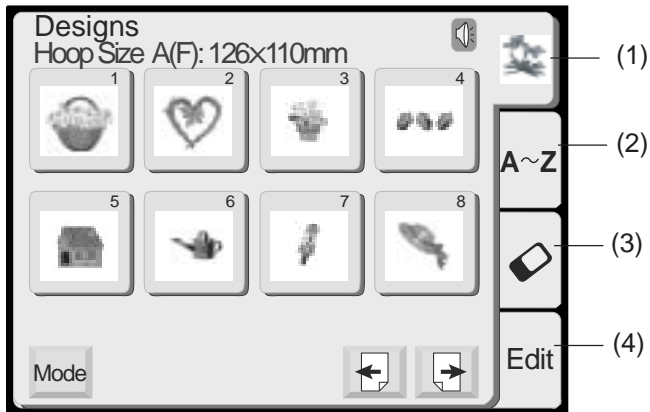 Designs
Hoop Size A(F): 126×110mm
(1)
1 2 3 4
(2)
A~Z
5 6 7 8
(3)
(4)
Mode
Edit